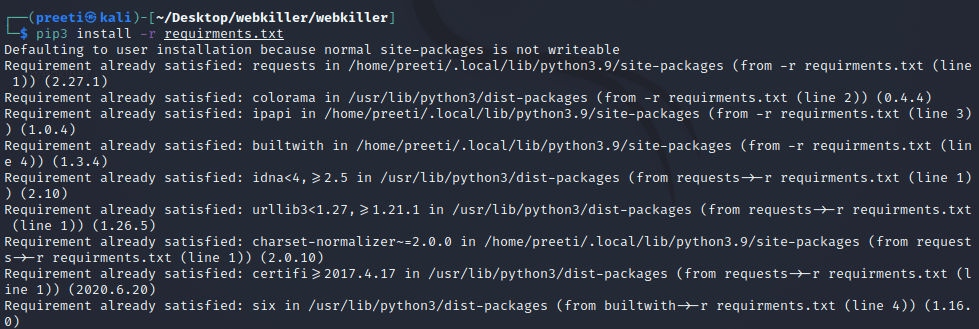 ┌──(preeti㉿kali)-[~/Desktop/webkiller/webkiller]
└─$ pip3 install -r requirments.txt
Defaulting to user installation because normal site-packages is not writeable
Requirement already satisfied: requests in /home/preeti/.local/lib/python3.9/site-packages (from -r requirments.txt (line
 1)) (2.27.1)
Requirement already satisfied: colorama in /usr/lib/python3/dist-packages (from -r requirments.txt (line 2)) (0.4.4)
Requirement already satisfied: ipapi in /home/preeti/.local/lib/python3.9/site-packages (from -r requirments.txt (line 3)
) (1.0.4)
Requirement already satisfied: builtwith in /home/preeti/.local/lib/python3.9/site-packages (from -r requirments.txt (lin
e 4)) (1.3.4)
Requirement already satisfied: idna<4,>=2.5 in /usr/lib/python3/dist-packages (from requests->-r requirments.txt (line 1)
) (2.10)
Requirement already satisfied: urllib3<1.27,>=1.21.1 in /usr/lib/python3/dist-packages (from requests->-r requirments.txt
 (line 1)) (1.26.5)
Requirement already satisfied: charset-normalizer~=2.0.0 in /home/preeti/.local/lib/python3.9/site-packages (from request
s->-r requirments.txt (line 1)) (2.0.10)
Requirement already satisfied: certifi>=2017.4.17 in /usr/lib/python3/dist-packages (from requests->-r requirments.txt (l
ine 1)) (2020.6.20)
Requirement already satisfied: six in /usr/lib/python3/dist-packages (from builtwith->-r requirments.txt (line 4)) (1.16.
0)